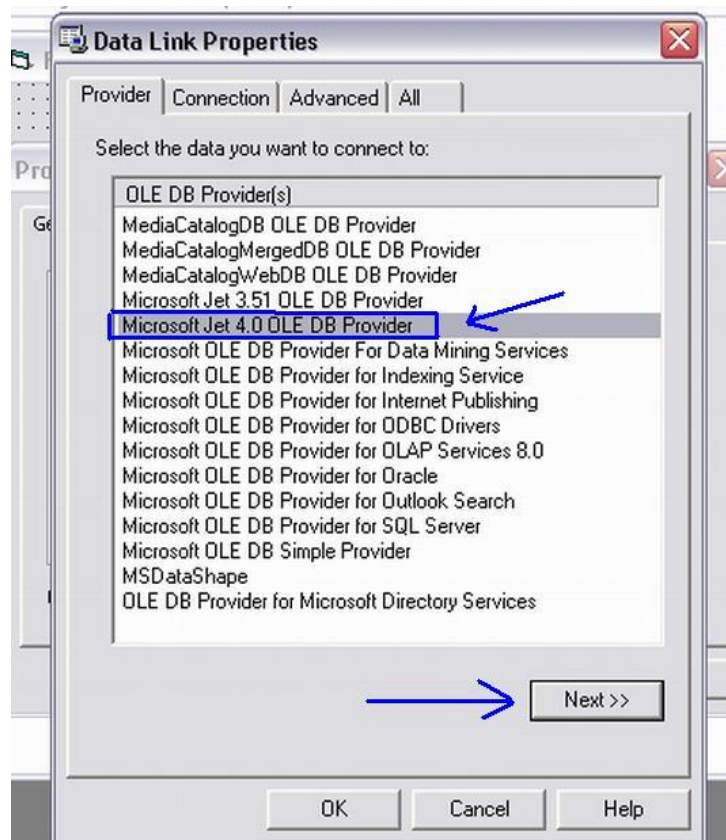 Data Link Properties
Provider Connection Advanced All
Select the data you want to connect to:
OLE DB Provider(s)
MediaCatalogDB OLE DB Provider
MediaCatalogMergedDB OLE DB Provider
MediaCatalogWebDB OLE DB Provider
Microsoft Jet 3.51 OLE DB Provider
Microsoft Jet 4.0 OLE DB Provider
Microsoft OLE DB Provider For Data Mining Services
Microsoft OLE DB Provider for Indexing Service
Microsoft OLE DB Provider for Internet Publishing
Microsoft OLE DB Provider for ODBC Drivers
Microsoft OLE DB Provider for OLAP Services 8.0
Microsoft OLE DB Provider for Oracle
Microsoft OLE DB Provider for Outlook Search
Microsoft OLE DB Provider for SQL Server
Microsoft OLE DB Simple Provider
MSDataShape
OLE DB Provider for Microsoft Directory Services
Next >>
OK Cancel Help